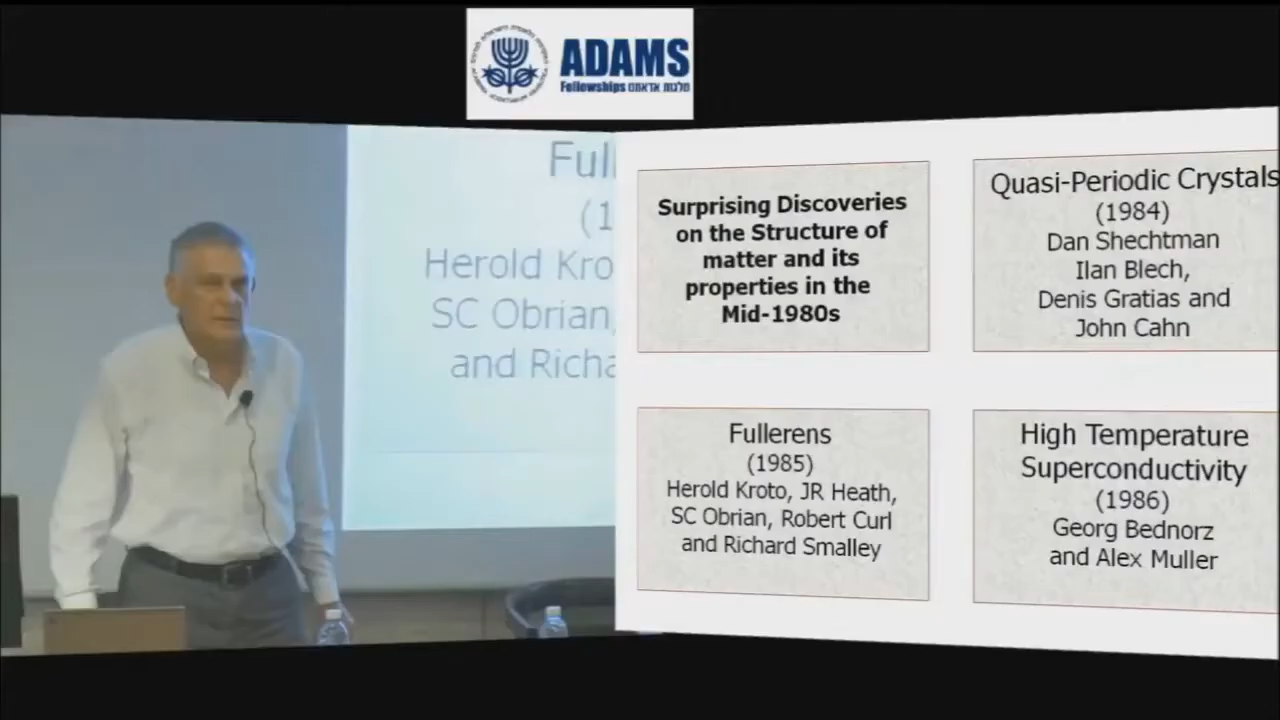 ADAMS
Fellowships מלגות אדאמס
Ful
(1
Herold Kro
SC Obrian,
and Richa
Surprising Discoveries
on the Structure of
matter and its
properties in the
Mid-1980s
Quasi-Periodic Crystals
(1984)
Dan Shechtman
Ilan Blech,
Denis Gratias and
John Cahn
Fullerens
(1985)
Herold Kroto, JR Heath,
SC Obrian, Robert Curl
and Richard Smalley
High Temperature
Superconductivity
(1986)
Georg Bednorz
and Alex Muller